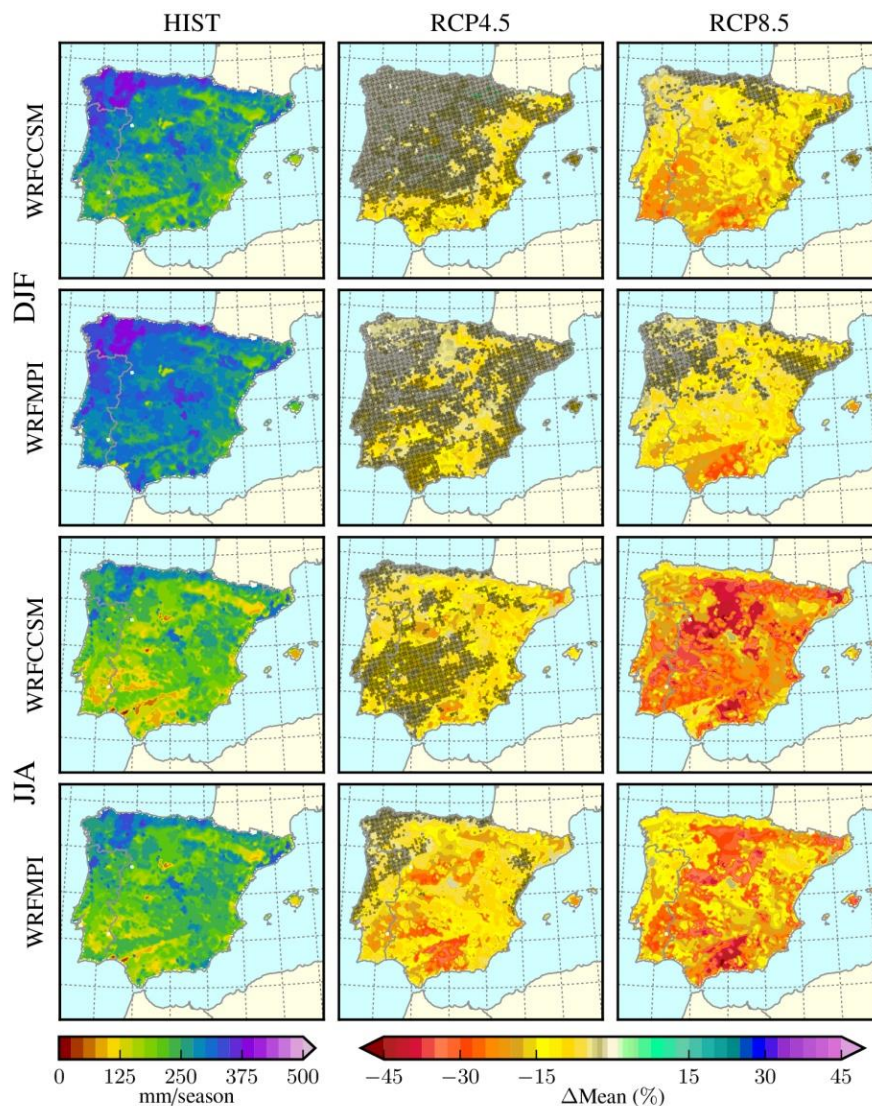 HIST RCP4.5 RCP8.5
DJF
WRFCCSM
WRFMPI
JJA
WRFCCSM
WRFMPI
0 125 250 375 500
mm/season
−45 −30 −15 15 30 45
ΔMean (%)